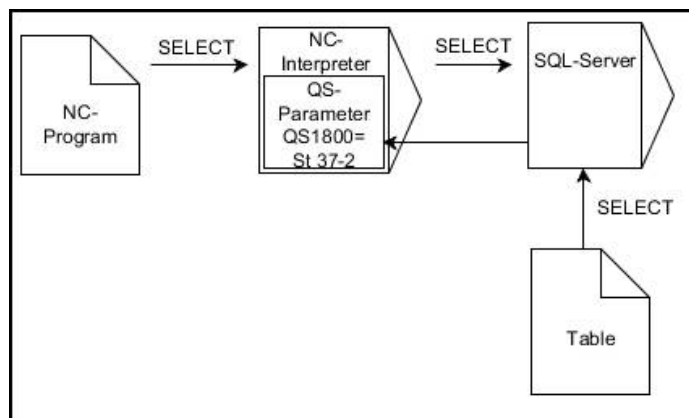 SELECT
NC-
Program
NC-
Interpreter
QS-
Parameter
QS1800=
St 37-2
SELECT
SQL-Server
SELECT
Table